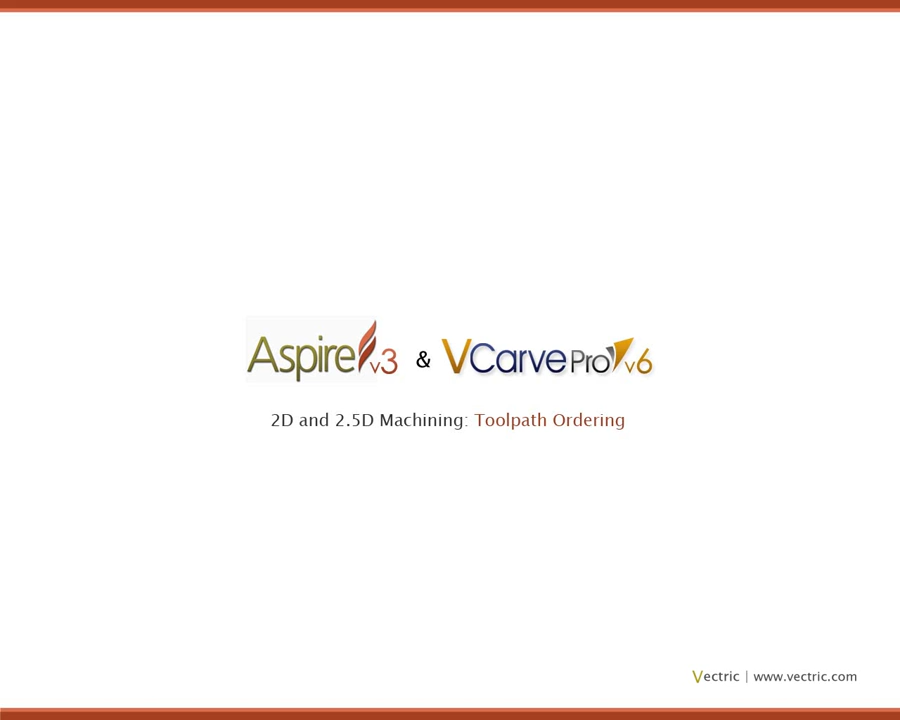 Aspire v3 & VCarve Pro v6
2D and 2.5D Machining: Toolpath Ordering
Vectric | www.vectric.com